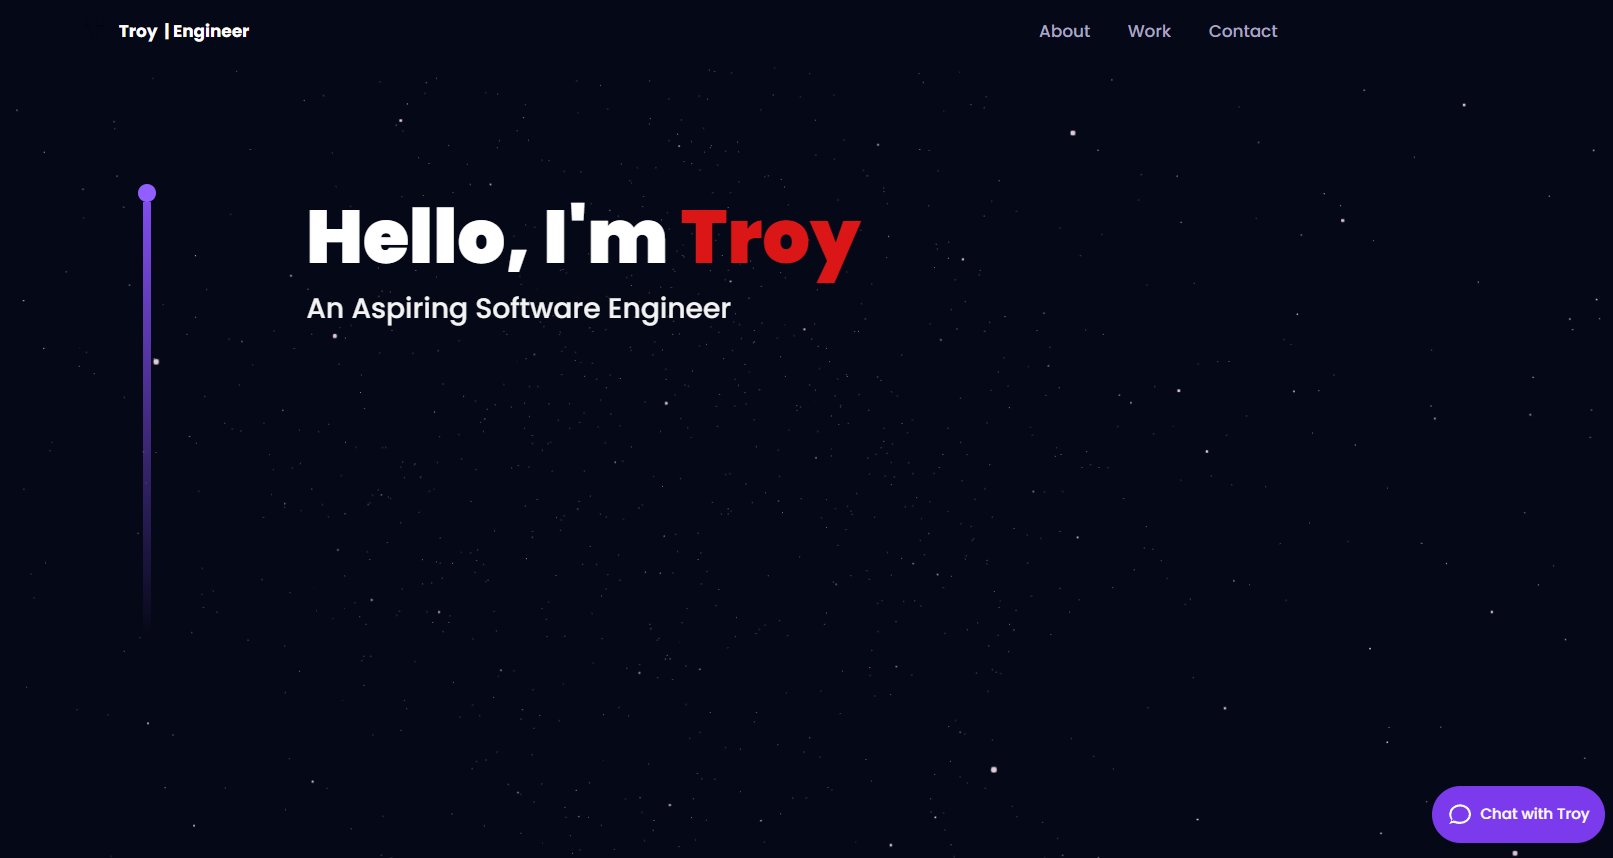 Troy | Engineer
About Work Contact
Hello, I'm Troy
An Aspiring Software Engineer
Chat with Troy